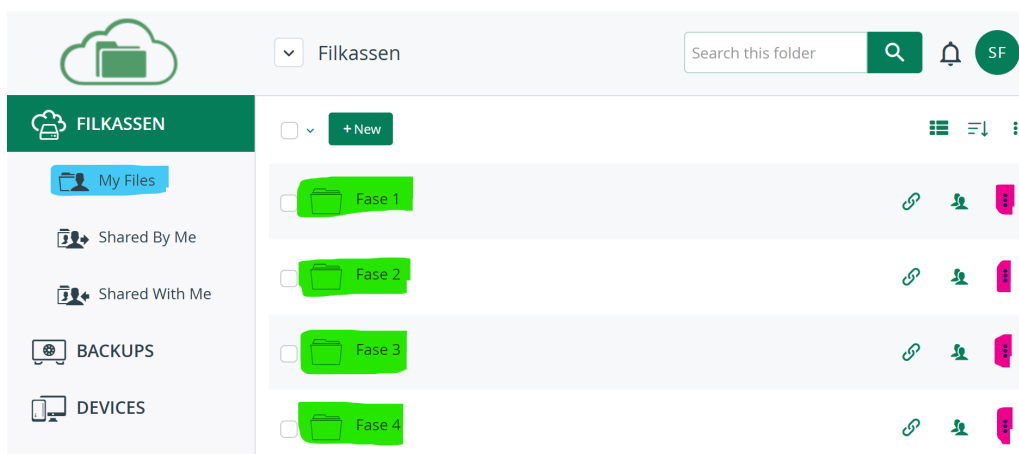 Filkassen
Search this folder
SF
FILKASSEN
+ New
My Files
Fase 1
Shared By Me
Fase 2
Shared With Me
BACKUPS
Fase 3
DEVICES
Fase 4